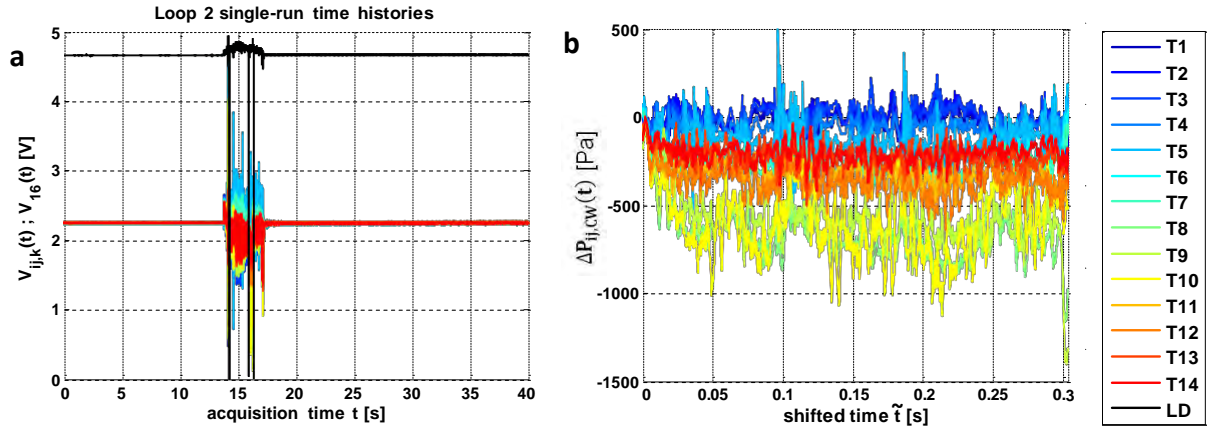 Loop 2 single-run time histories
a
V_ij,k(t) ; V_16(t) [V]
5
4
3
2
1
0
0 5 10 15 20 25 30 35 40
acquisition time t [s]
b
ΔP_ij,CW(t) [Pa]
500
0
-500
-1000
-1500
0 0.05 0.1 0.15 0.2 0.25 0.3
shifted time t̃ [s]
T1
T2
T3
T4
T5
T6
T7
T8
T9
T10
T11
T12
T13
T14
LD